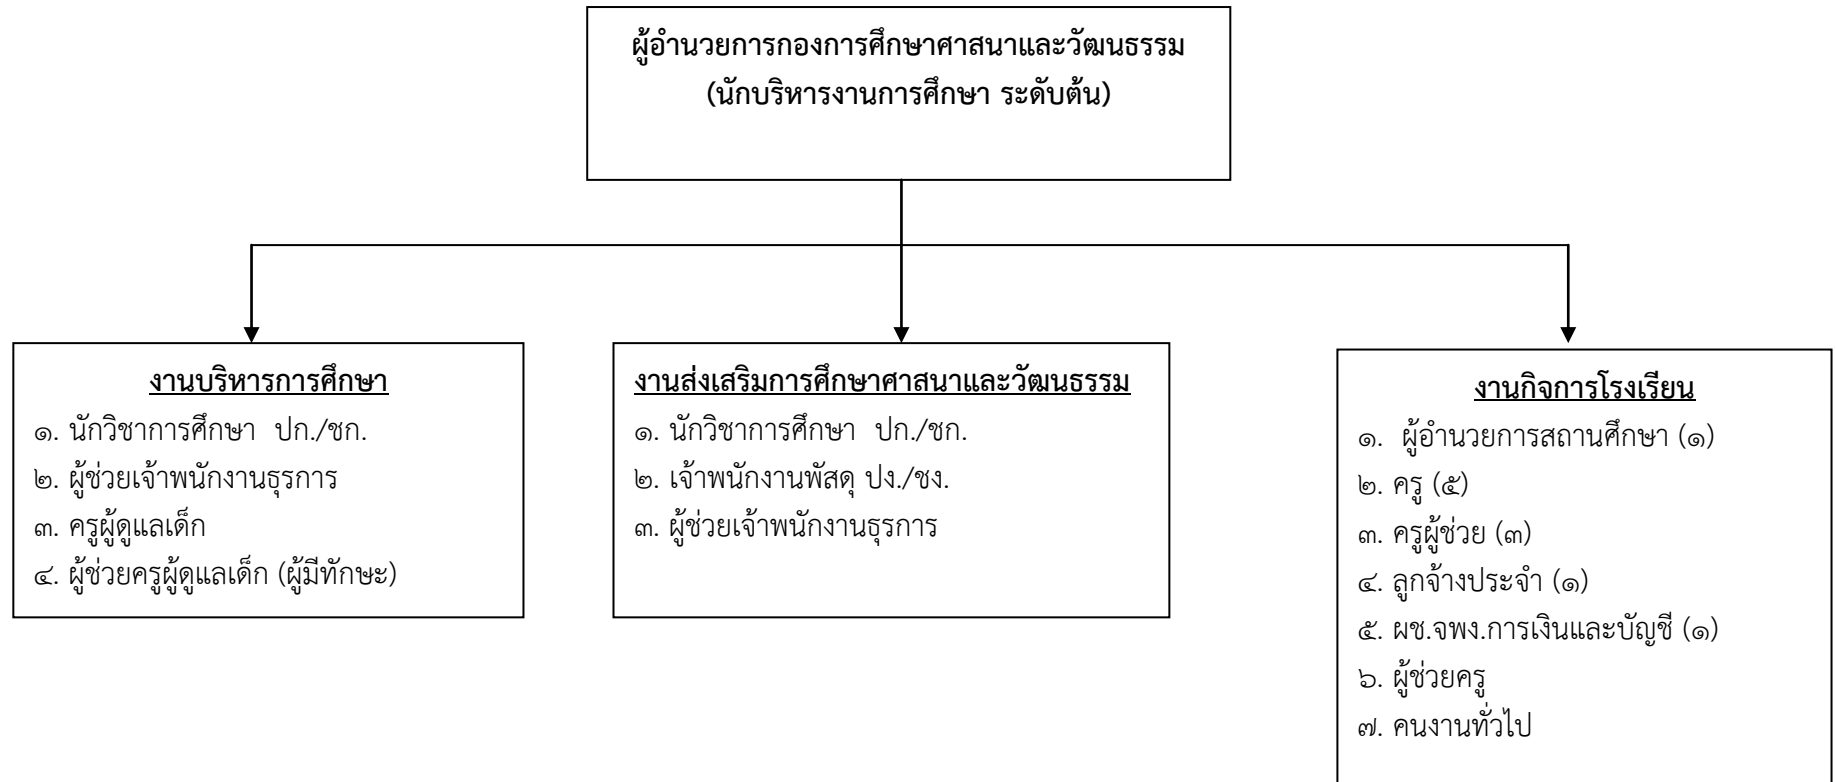 ผู้อำนวยการกองการศึกษาศาสนาและวัฒนธรรม
(นักบริหารงานการศึกษา ระดับต้น)
งานบริหารการศึกษา
๑. นักวิชาการศึกษา ปก./ชก.
๒. ผู้ช่วยเจ้าพนักงานธุรการ
๓. ครูผู้ดูแลเด็ก
๔. ผู้ช่วยครูผู้ดูแลเด็ก (ผู้มีทักษะ)
งานส่งเสริมการศึกษาศาสนาและวัฒนธรรม
๑. นักวิชาการศึกษา ปก./ชก.
๒. เจ้าพนักงานพัสดุ ปง./ชง.
๓. ผู้ช่วยเจ้าพนักงานธุรการ
งานกิจการโรงเรียน
๑. ผู้อำนวยการสถานศึกษา (๑)
๒. ครู (๕)
๓. ครูผู้ช่วย (๓)
๔. ลูกจ้างประจำ (๑)
๕. ผช.จพง.การเงินและบัญชี (๑)
๖. ผู้ช่วยครู
๗. คนงานทั่วไป